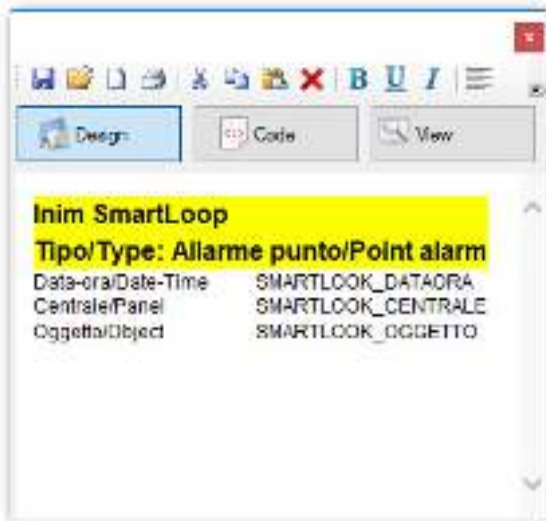 B U I
Design Code View
Inim SmartLoop
Tipo/Type: Allarme punto/Point alarm
Data-ora/Date-Time SMARTLOOK_DATAORA
Centrale/Panel SMARTLOOK_CENTRALE
Oggetto/Object SMARTLOOK_OGGETTO